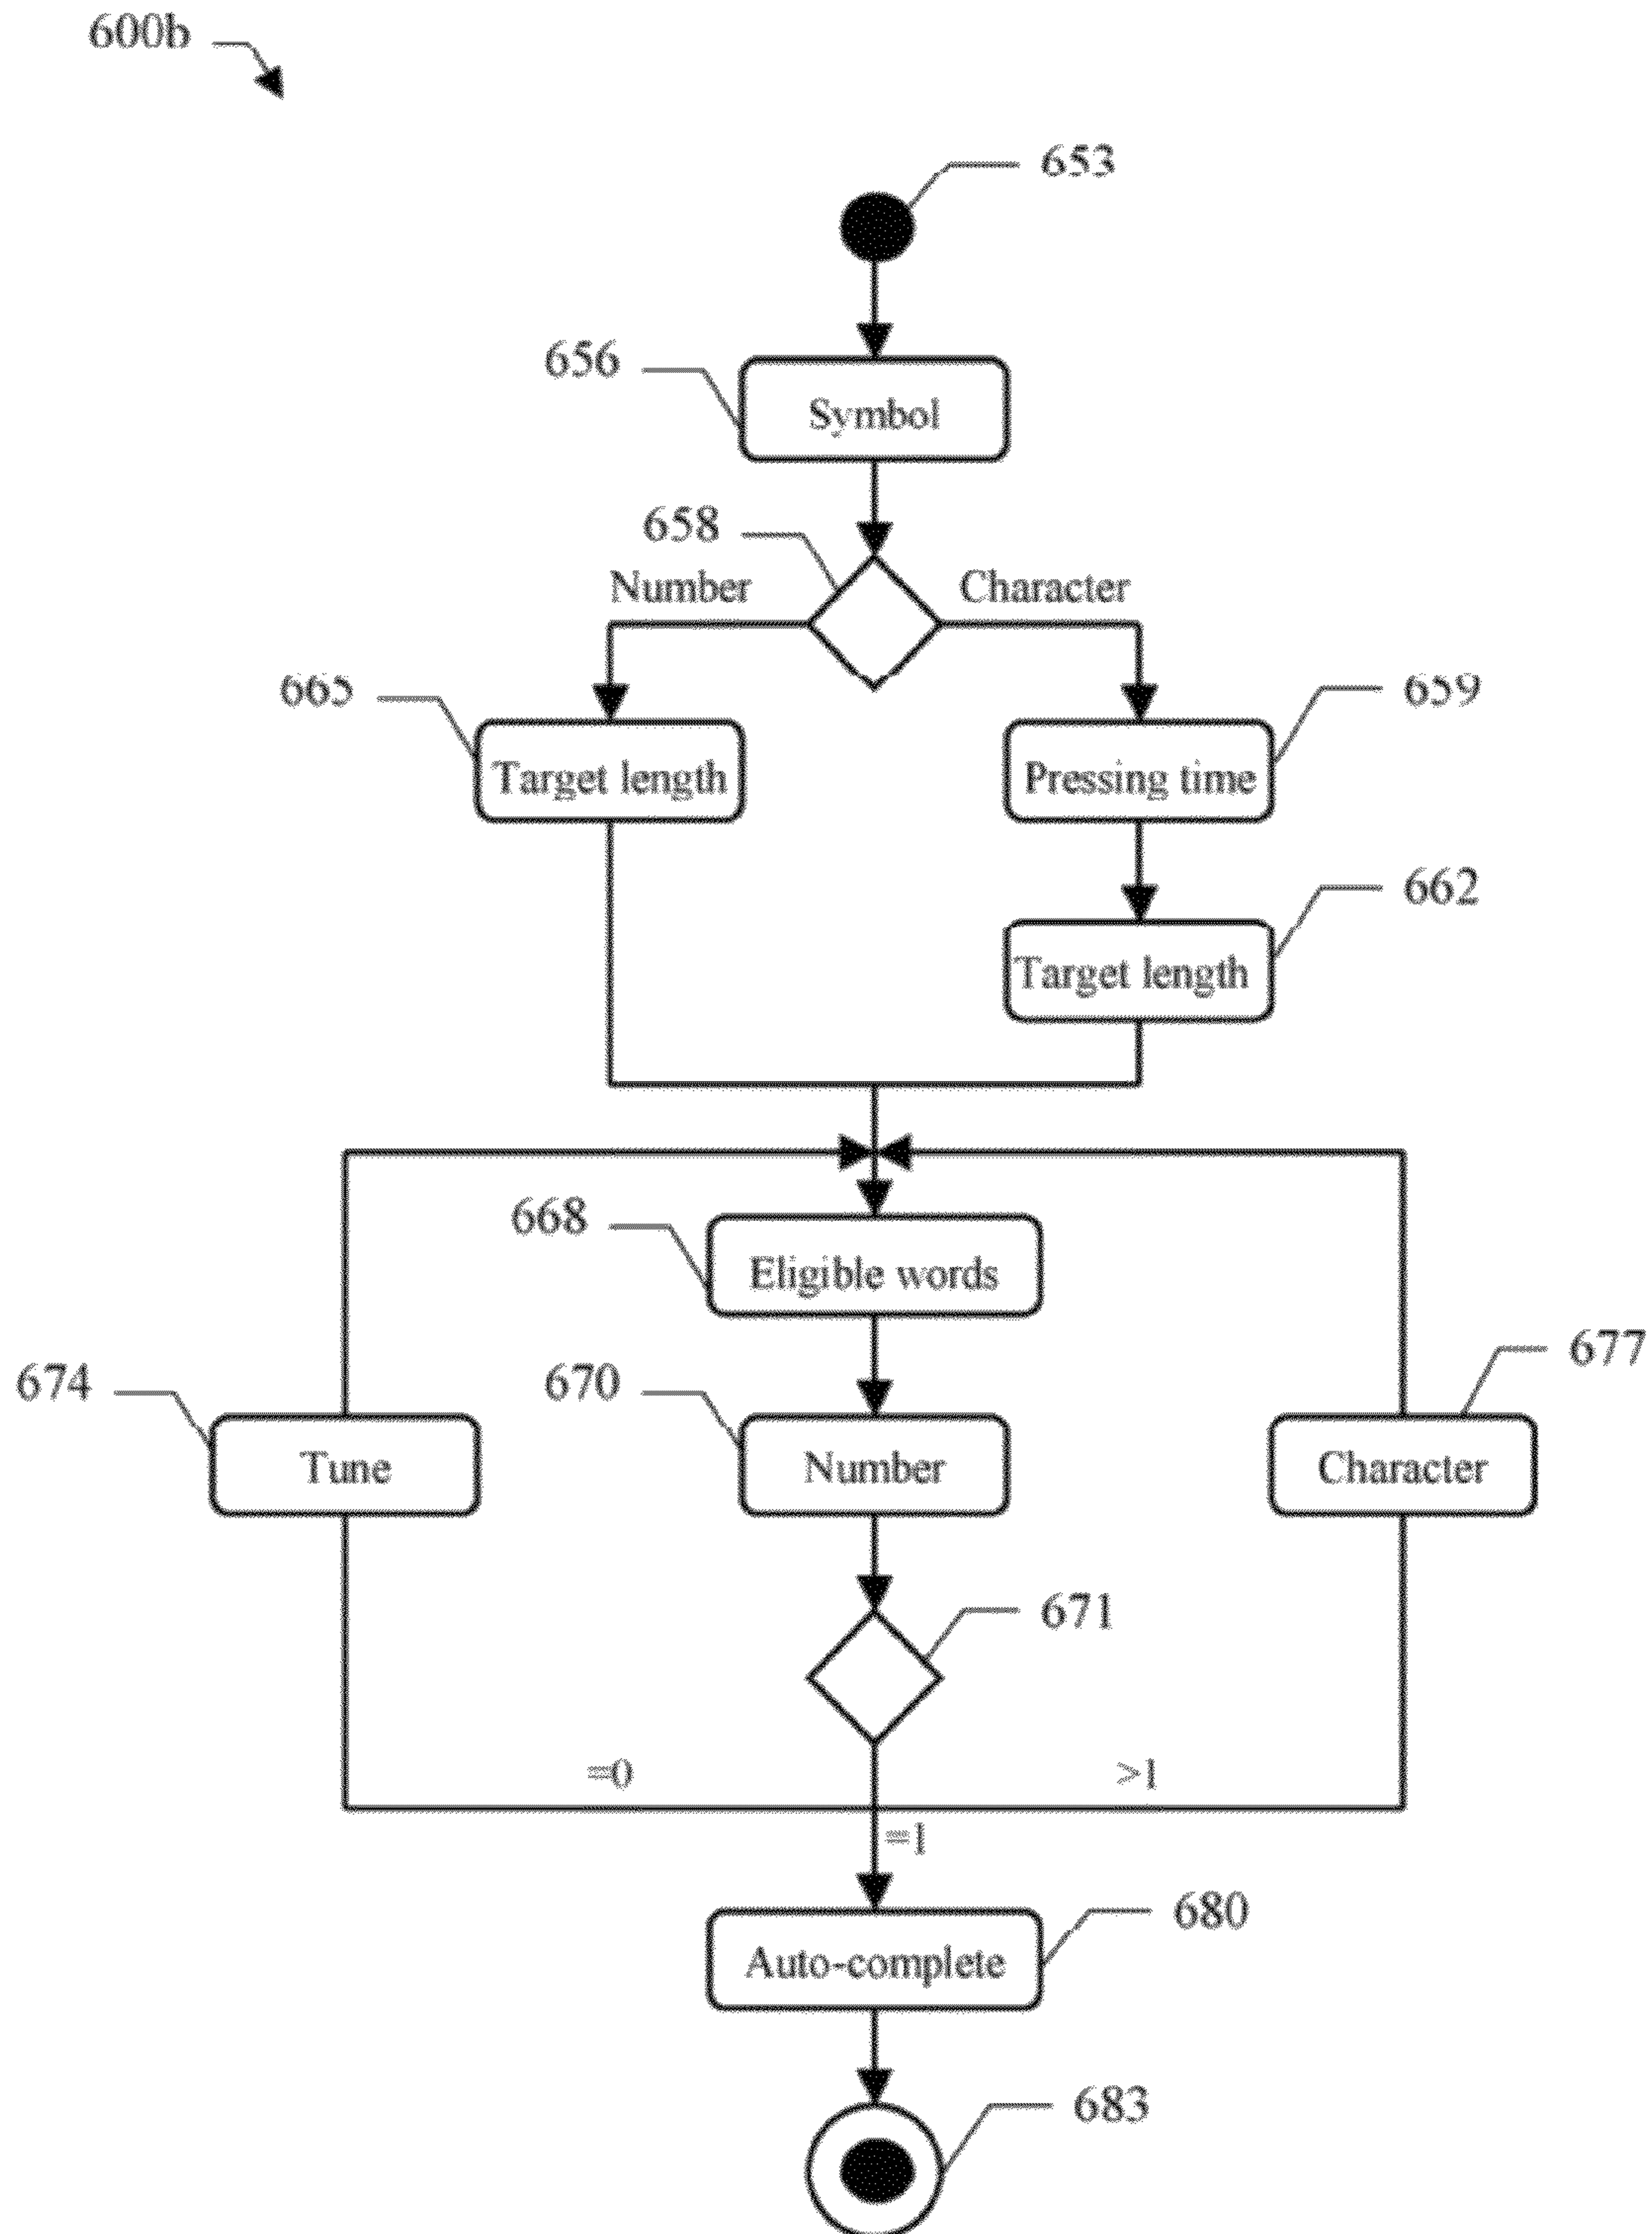 600b
653
656
Symbol
658
Number
Character
665
659
Target length
Pressing time
662
Target length
668
Eligible words
677
674
670
Tune
Number
Character
671
=0
>1
=1
680
Auto-complete
683